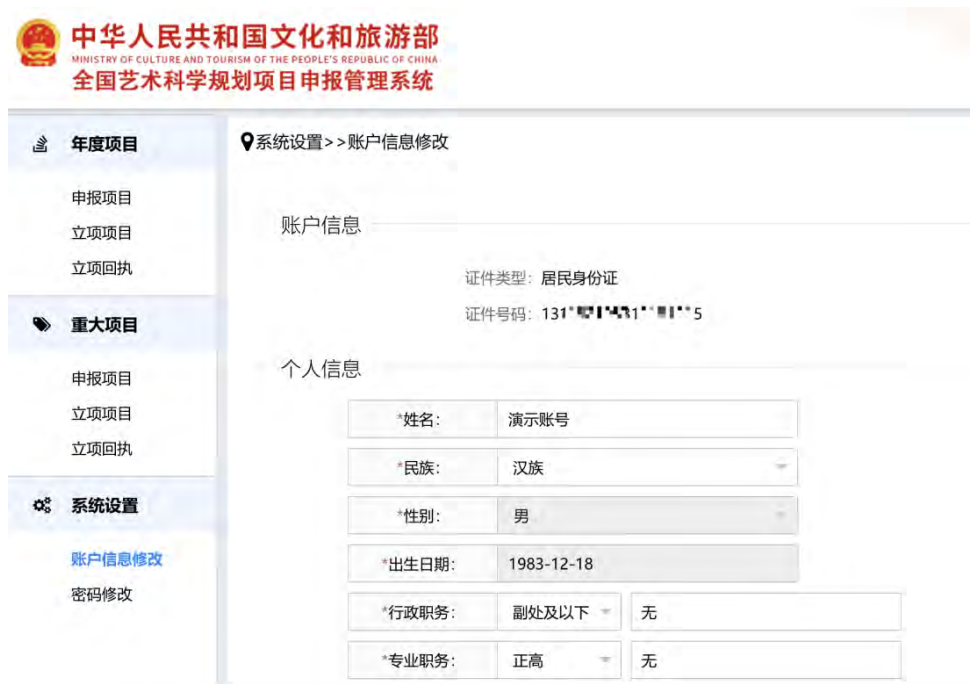 中华人民共和国文化和旅游部
MINISTRY OF CULTURE AND TOURISM OF THE PEOPLE'S REPUBLIC OF CHINA
全国艺术科学规划项目申报管理系统
年度项目
申报项目
立项项目
立项回执
重大项目
申报项目
立项项目
立项回执
系统设置
账户信息修改
密码修改
系统设置>>账户信息修改
账户信息
证件类型: 居民身份证
证件号码: 131
个人信息
*姓名: 演示账号
*民族: 汉族
*性别: 男
*出生日期: 1983-12-18
*行政职务: 副处及以下 无
*专业职务: 正高 无